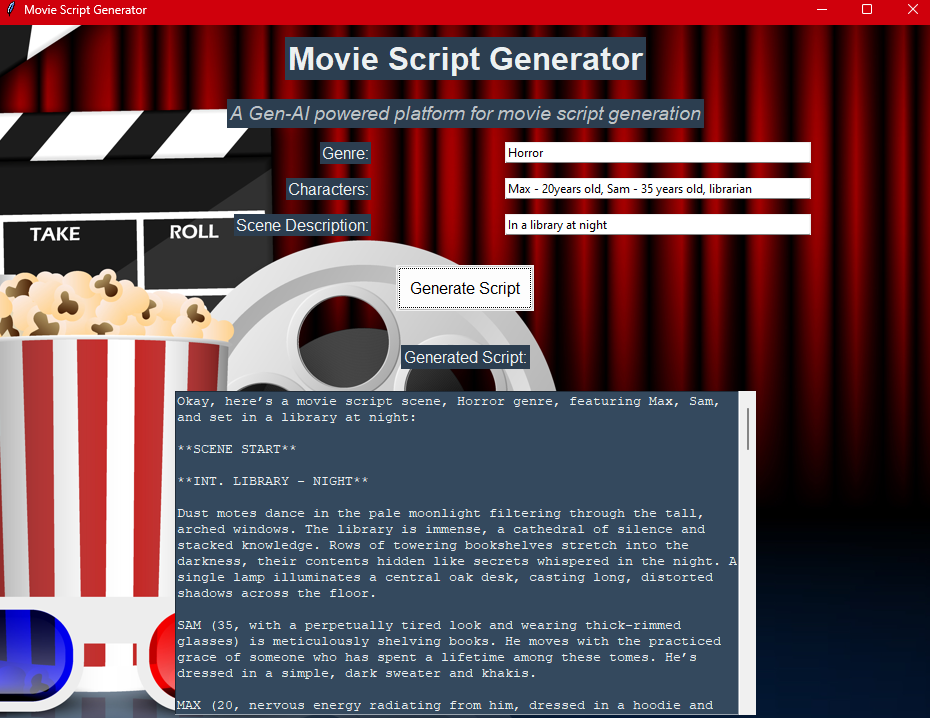 Movie Script Generator
Movie Script Generator
A Gen-AI powered platform for movie script generation
Genre: Horror
Characters: Max - 20years old, Sam - 35 years old, librarian
TAKE ROLL
Scene Description: In a library at night
Generate Script
Generated Script:
Okay, here’s a movie script scene, Horror genre, featuring Max, Sam,
and set in a library at night:
**SCENE START**
**INT. LIBRARY - NIGHT**
Dust motes dance in the pale moonlight filtering through the tall,
arched windows. The library is immense, a cathedral of silence and
stacked knowledge. Rows of towering bookshelves stretch into the
darkness, their contents hidden like secrets whispered in the night. A
single lamp illuminates a central oak desk, casting long, distorted
shadows across the floor.
SAM (35, with a perpetually tired look and wearing thick-rimmed
glasses) is meticulously shelving books. He moves with the practiced
grace of someone who has spent a lifetime among these tomes. He’s
dressed in a simple, dark sweater and khakis.
MAX (20, nervous energy radiating from him, dressed in a hoodie and